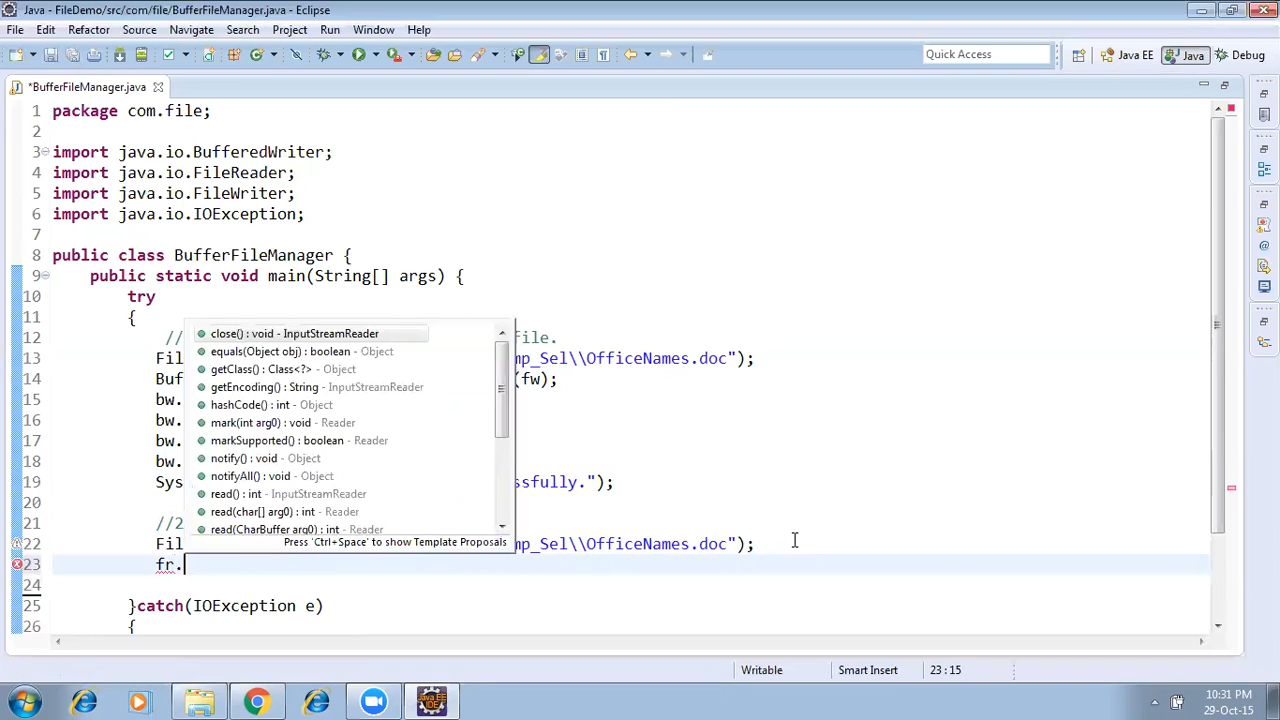 Java - FileDemo/src/com/file/BufferFileManager.java - Eclipse
File Edit Refactor Source Navigate Search Project Run Window Help
Quick Access Java EE Java Debug
*BufferFileManager.java
1 package com.file;
2
3 import java.io.BufferedWriter;
4 import java.io.FileReader;
5 import java.io.FileWriter;
6 import java.io.IOException;
7
8 public class BufferFileManager {
9 public static void main(String[] args) {
10 try
11 {
12 // file.
13 Fil mp_Sel\\OfficeNames.doc");
14 Buf (fw);
15 bw.
16 bw.
17 bw.
18 bw.
19 Sys ssfully.");
20
21 //2
22 Fil mp_Sel\\OfficeNames.doc");
23 fr.
24
25 }catch(IOException e)
26 {
close() : void - InputStreamReader
equals(Object obj) : boolean - Object
getClass() : Class<?> - Object
getEncoding() : String - InputStreamReader
hashCode() : int - Object
mark(int arg0) : void - Reader
markSupported() : boolean - Reader
notify() : void - Object
notifyAll() : void - Object
read() : int - InputStreamReader
read(char[] arg0) : int - Reader
read(CharBuffer arg0) : int - Reader
Press 'Ctrl+Space' to show Template Proposals
Writable Smart Insert 23 : 15
Java EE IDE
10:31 PM
29-Oct-15